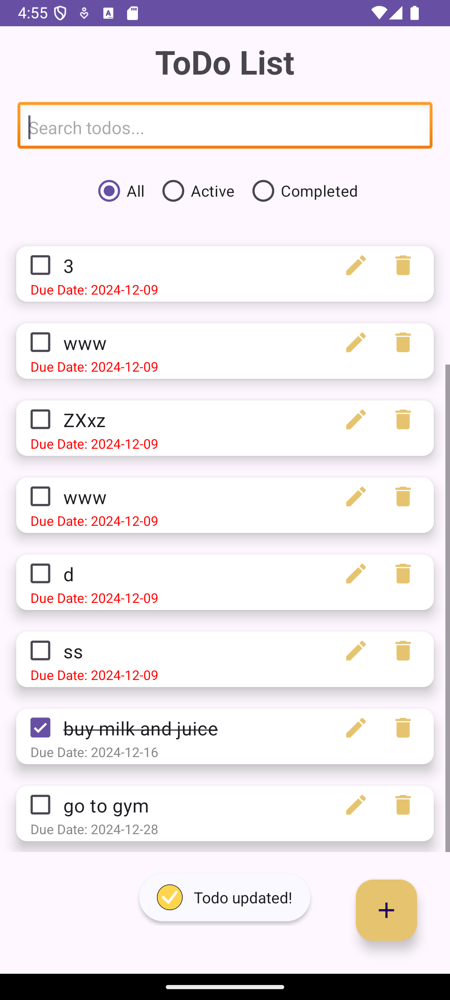 4:55
ToDo List
Search todos...
All Active Completed
3
Due Date: 2024-12-09
www
Due Date: 2024-12-09
ZXxz
Due Date: 2024-12-09
www
Due Date: 2024-12-09
d
Due Date: 2024-12-09
ss
Due Date: 2024-12-09
buy milk and juice
Due Date: 2024-12-16
go to gym
Due Date: 2024-12-28
Todo updated!